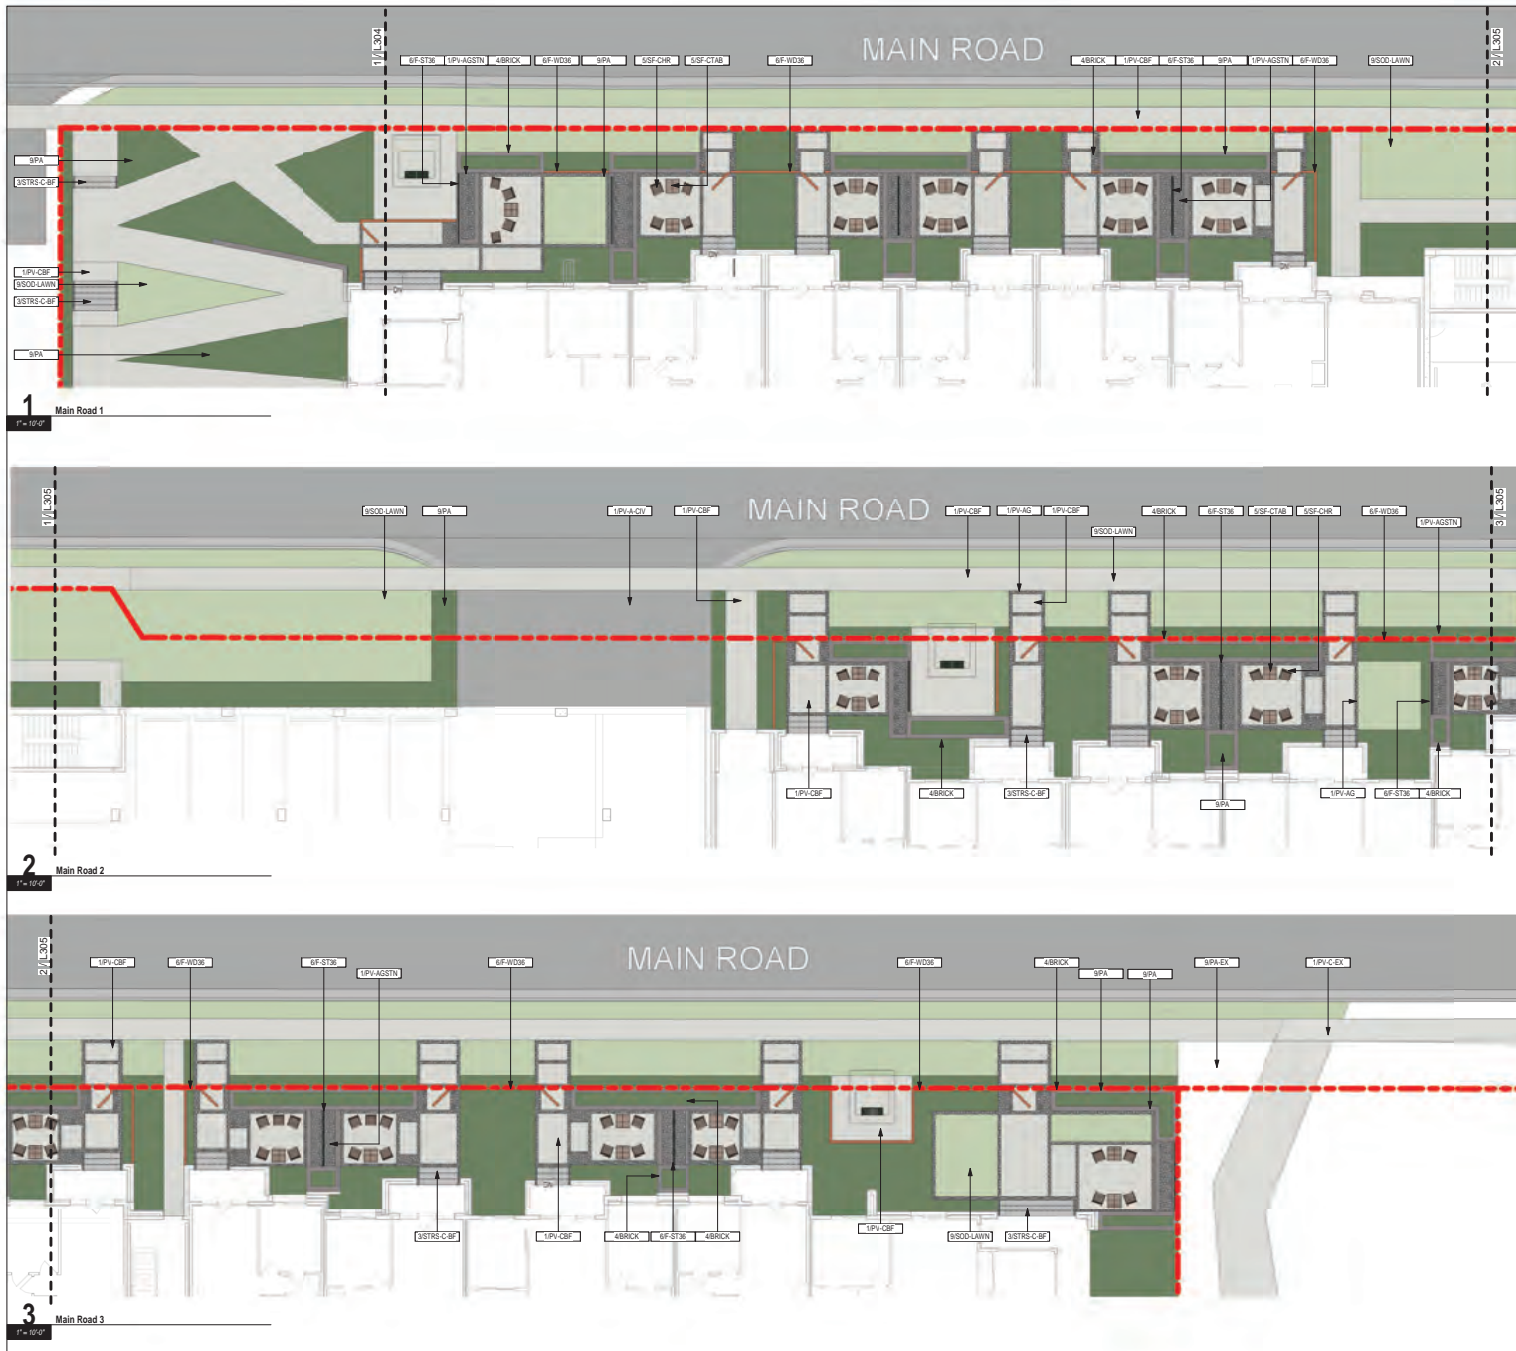 MAIN ROAD
1/L304
2/L305
6/F-ST36
1/PV-AGSTN
4/BRICK
6/F-WD36
9/PA
5/SF-CHR
5/SF-CTAB
6/F-WD36
4/BRICK
1/PV-CBF
6/F-ST36
9/PA
1/PV-AGSTN
6/F-WD36
9/SOD-LAWN
9/PA
3/STRS-C-BF
1/PV-CBF
9/SOD-LAWN
3/STRS-C-BF
9/PA
1
Main Road 1
1" = 10'-0"
MAIN ROAD
1/L305
3/L305
9/SOD-LAWN
9/PA
1/PV-A-CIV
1/PV-CBF
1/PV-CBF
1/PV-AG
1/PV-CBF
9/SOD-LAWN
4/BRICK
6/F-ST36
5/SF-CTAB
5/SF-CHR
6/F-WD36
1/PV-AGSTN
1/PV-CBF
4/BRICK
3/STRS-C-BF
9/PA
1/PV-AG
6/F-ST36
4/BRICK
2
Main Road 2
1" = 10'-0"
MAIN ROAD
2/L305
1/PV-CBF
6/F-WD36
6/F-ST36
1/PV-AGSTN
6/F-WD36
6/F-WD36
4/BRICK
9/PA
9/PA
9/PA-EX
1/PV-C-EX
3/STRS-C-BF
1/PV-CBF
4/BRICK
6/F-ST36
4/BRICK
1/PV-CBF
9/SOD-LAWN
3/STRS-C-BF
3
Main Road 3
1" = 10'-0"